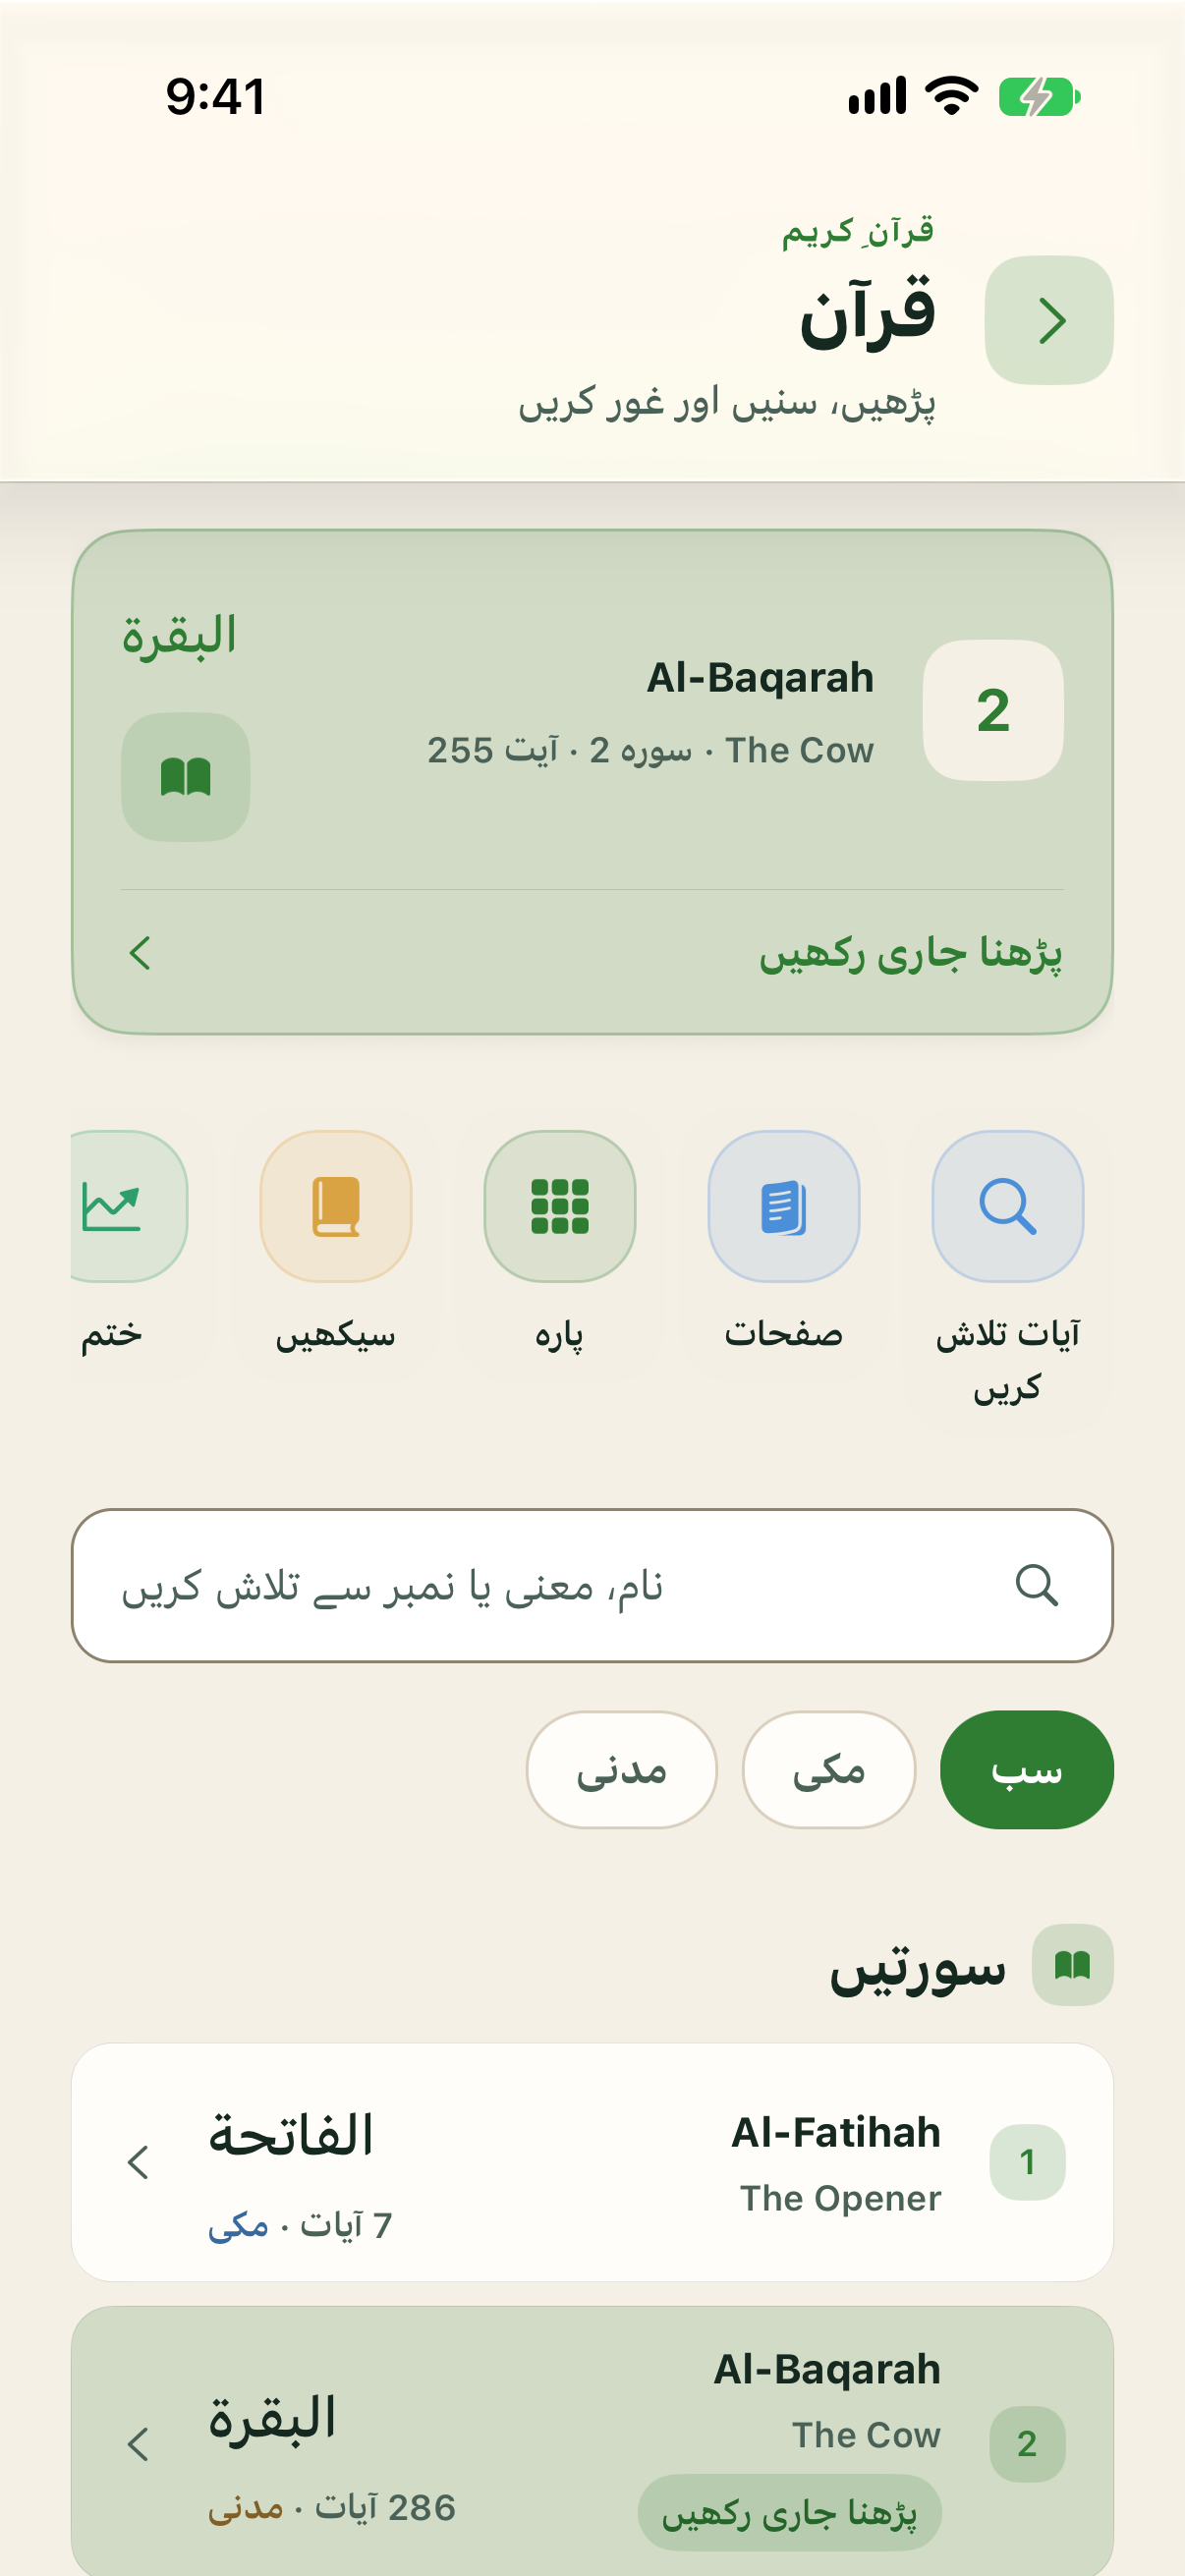 9:41
قرآنِ کریم
قرآن
پڑھیں، سنیں اور غور کریں
2
Al-Baqarah
The Cow · سورہ 2 · آیت 255
البقرة
پڑھنا جاری رکھیں
آیات تلاش کریں
صفحات
پارہ
سیکھیں
ختم
نام، معنی یا نمبر سے تلاش کریں
سب
مکی
مدنی
سورتیں
1
Al-Fatihah
The Opener
الفاتحة
7 آیات · مکی
2
Al-Baqarah
The Cow
پڑھنا جاری رکھیں
البقرة
286 آیات · مدنی